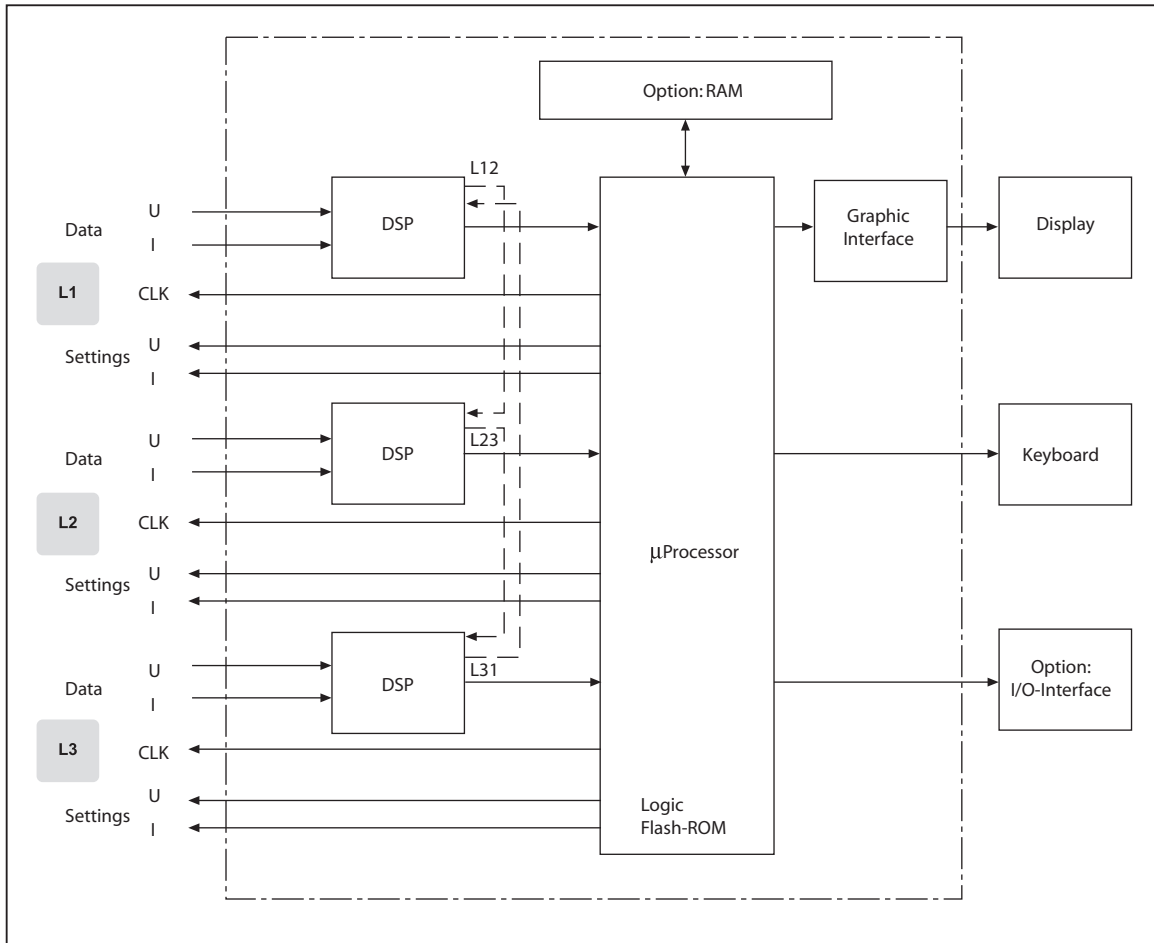 Option: RAM
L12
U
Data
I
DSP
Graphic
Interface
Display
L1
CLK
U
Settings
I
U
Data
I
DSP
L23
Keyboard
L2
CLK
µProcessor
U
Settings
I
U
Data
I
DSP
L31
Option:
I/O-Interface
L3
CLK
U
Settings
I
Logic
Flash-ROM